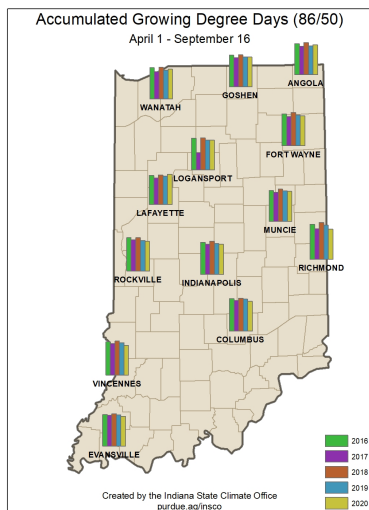 Accumulated Growing Degree Days (86/50)
April 1 - September 16
ANGOLA
GOSHEN
WANATAH
FORT WAYNE
LOGANSPORT
LAFAYETTE
MUNCIE
RICHMOND
ROCKVILLE
INDIANAPOLIS
COLUMBUS
VINCENNES
EVANSVILLE
2016
2017
2018
2019
2020
Created by the Indiana State Climate Office
purdue.ag/insco